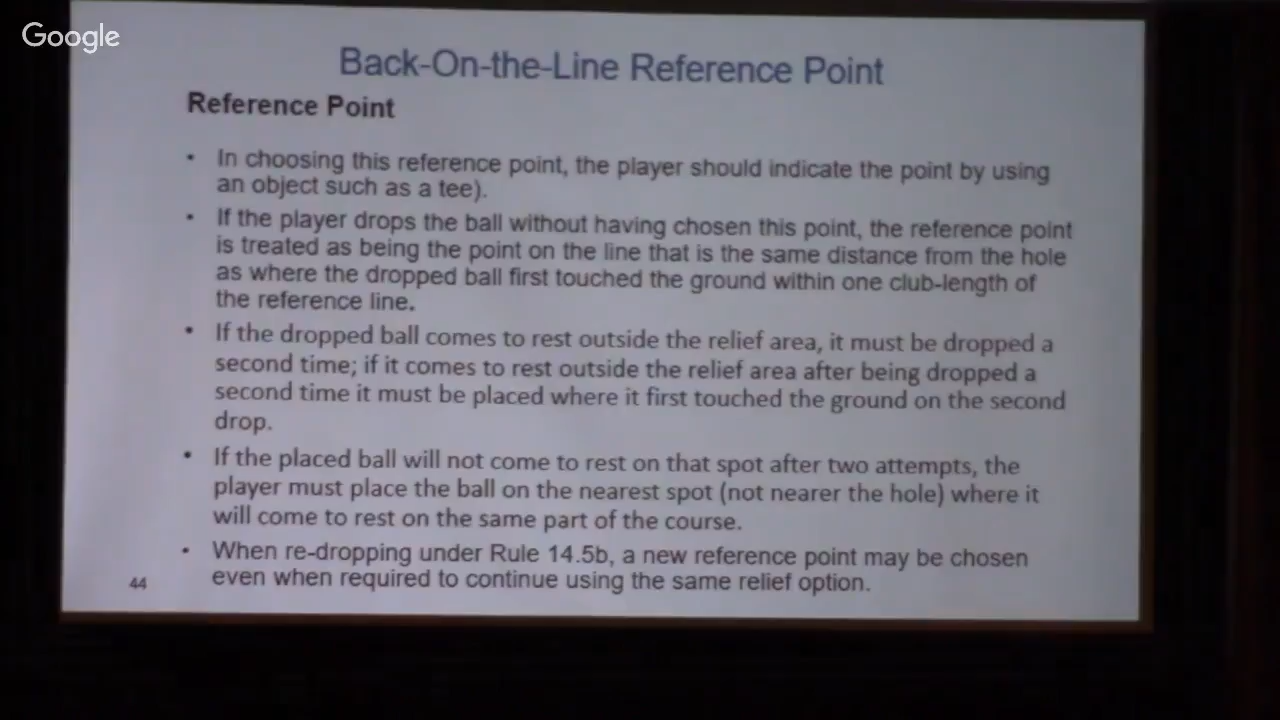 Google
Back-On-the-Line Reference Point
Reference Point
• In choosing this reference point, the player should indicate the point by using
an object such as a tee).
• If the player drops the ball without having chosen this point, the reference point
is treated as being the point on the line that is the same distance from the hole
as where the dropped ball first touched the ground within one club-length of
the reference line.
• If the dropped ball comes to rest outside the relief area, it must be dropped a
second time; if it comes to rest outside the relief area after being dropped a
second time it must be placed where it first touched the ground on the second
drop.
• If the placed ball will not come to rest on that spot after two attempts, the
player must place the ball on the nearest spot (not nearer the hole) where it
will come to rest on the same part of the course.
• When re-dropping under Rule 14.5b, a new reference point may be chosen
even when required to continue using the same relief option.
44